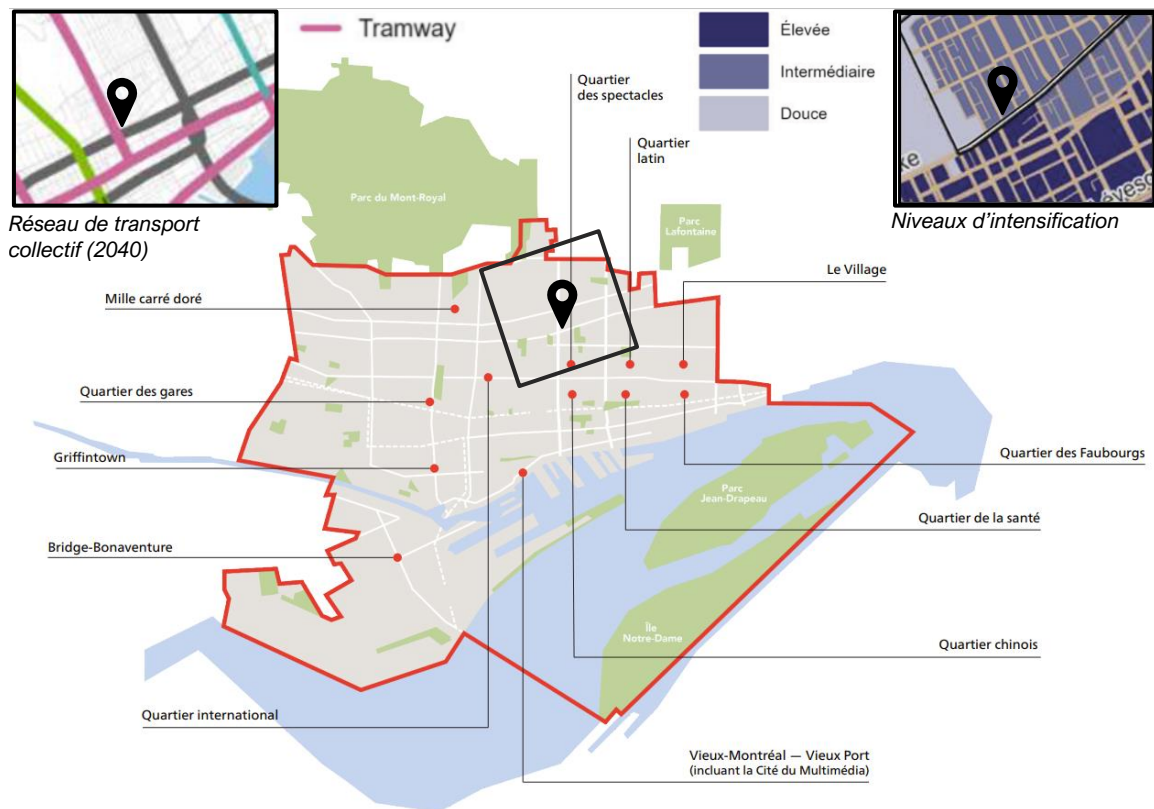 Tramway
Élevée
Intermédiaire
Douce
Réseau de transport
collectif (2040)
Niveaux d'intensification
Quartier
des spectacles
Quartier
latin
Parc du Mont-Royal
Parc
Lafontaine
Le Village
Mille carré doré
Quartier des gares
Griffintown
Quartier des Faubourgs
Parc
Jean-Drapeau
Quartier de la santé
Bridge-Bonaventure
Île
Notre-Dame
Quartier chinois
Quartier international
Vieux-Montréal — Vieux Port
(incluant la Cité du Multimédia)